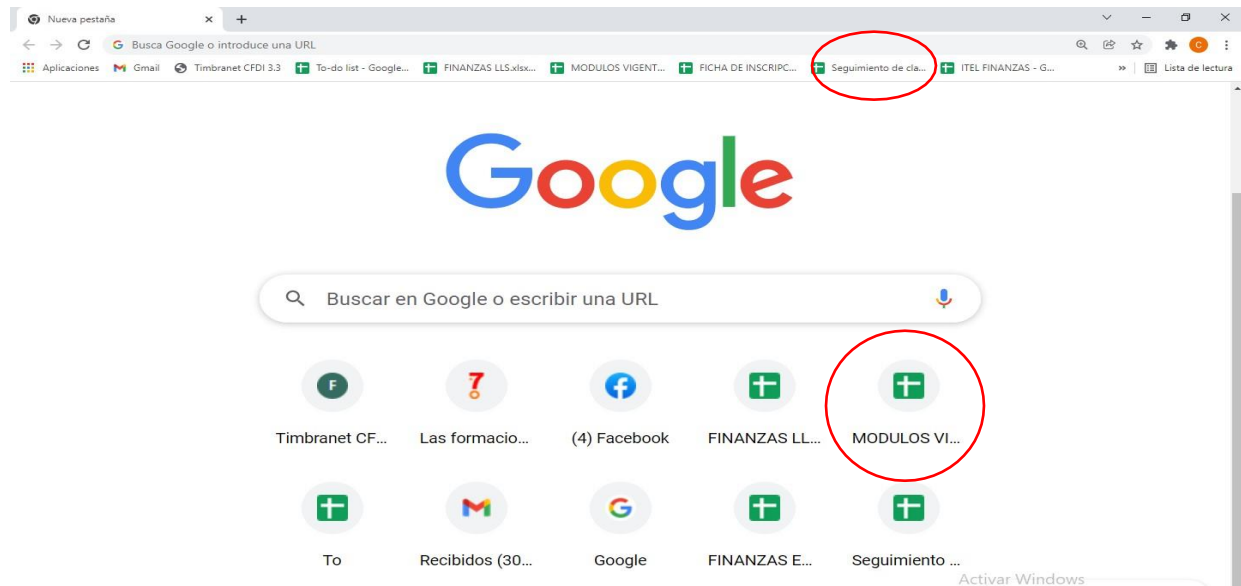 Nueva pestaña
Busca Google o introduce una URL
Aplicaciones Gmail Timbranet CFDI 3.3 To-do list - Google... FINANZAS LLS.xlsx... MODULOS VIGENT... FICHA DE INSCRIPC... Seguimiento de cla... ITEL FINANZAS - G... » Lista de lectura
Google
Buscar en Google o escribir una URL
Timbranet CF... Las formacio... (4) Facebook FINANZAS LL... MODULOS VI...
To Recibidos (30... Google FINANZAS E... Seguimiento ...
Activar Windows